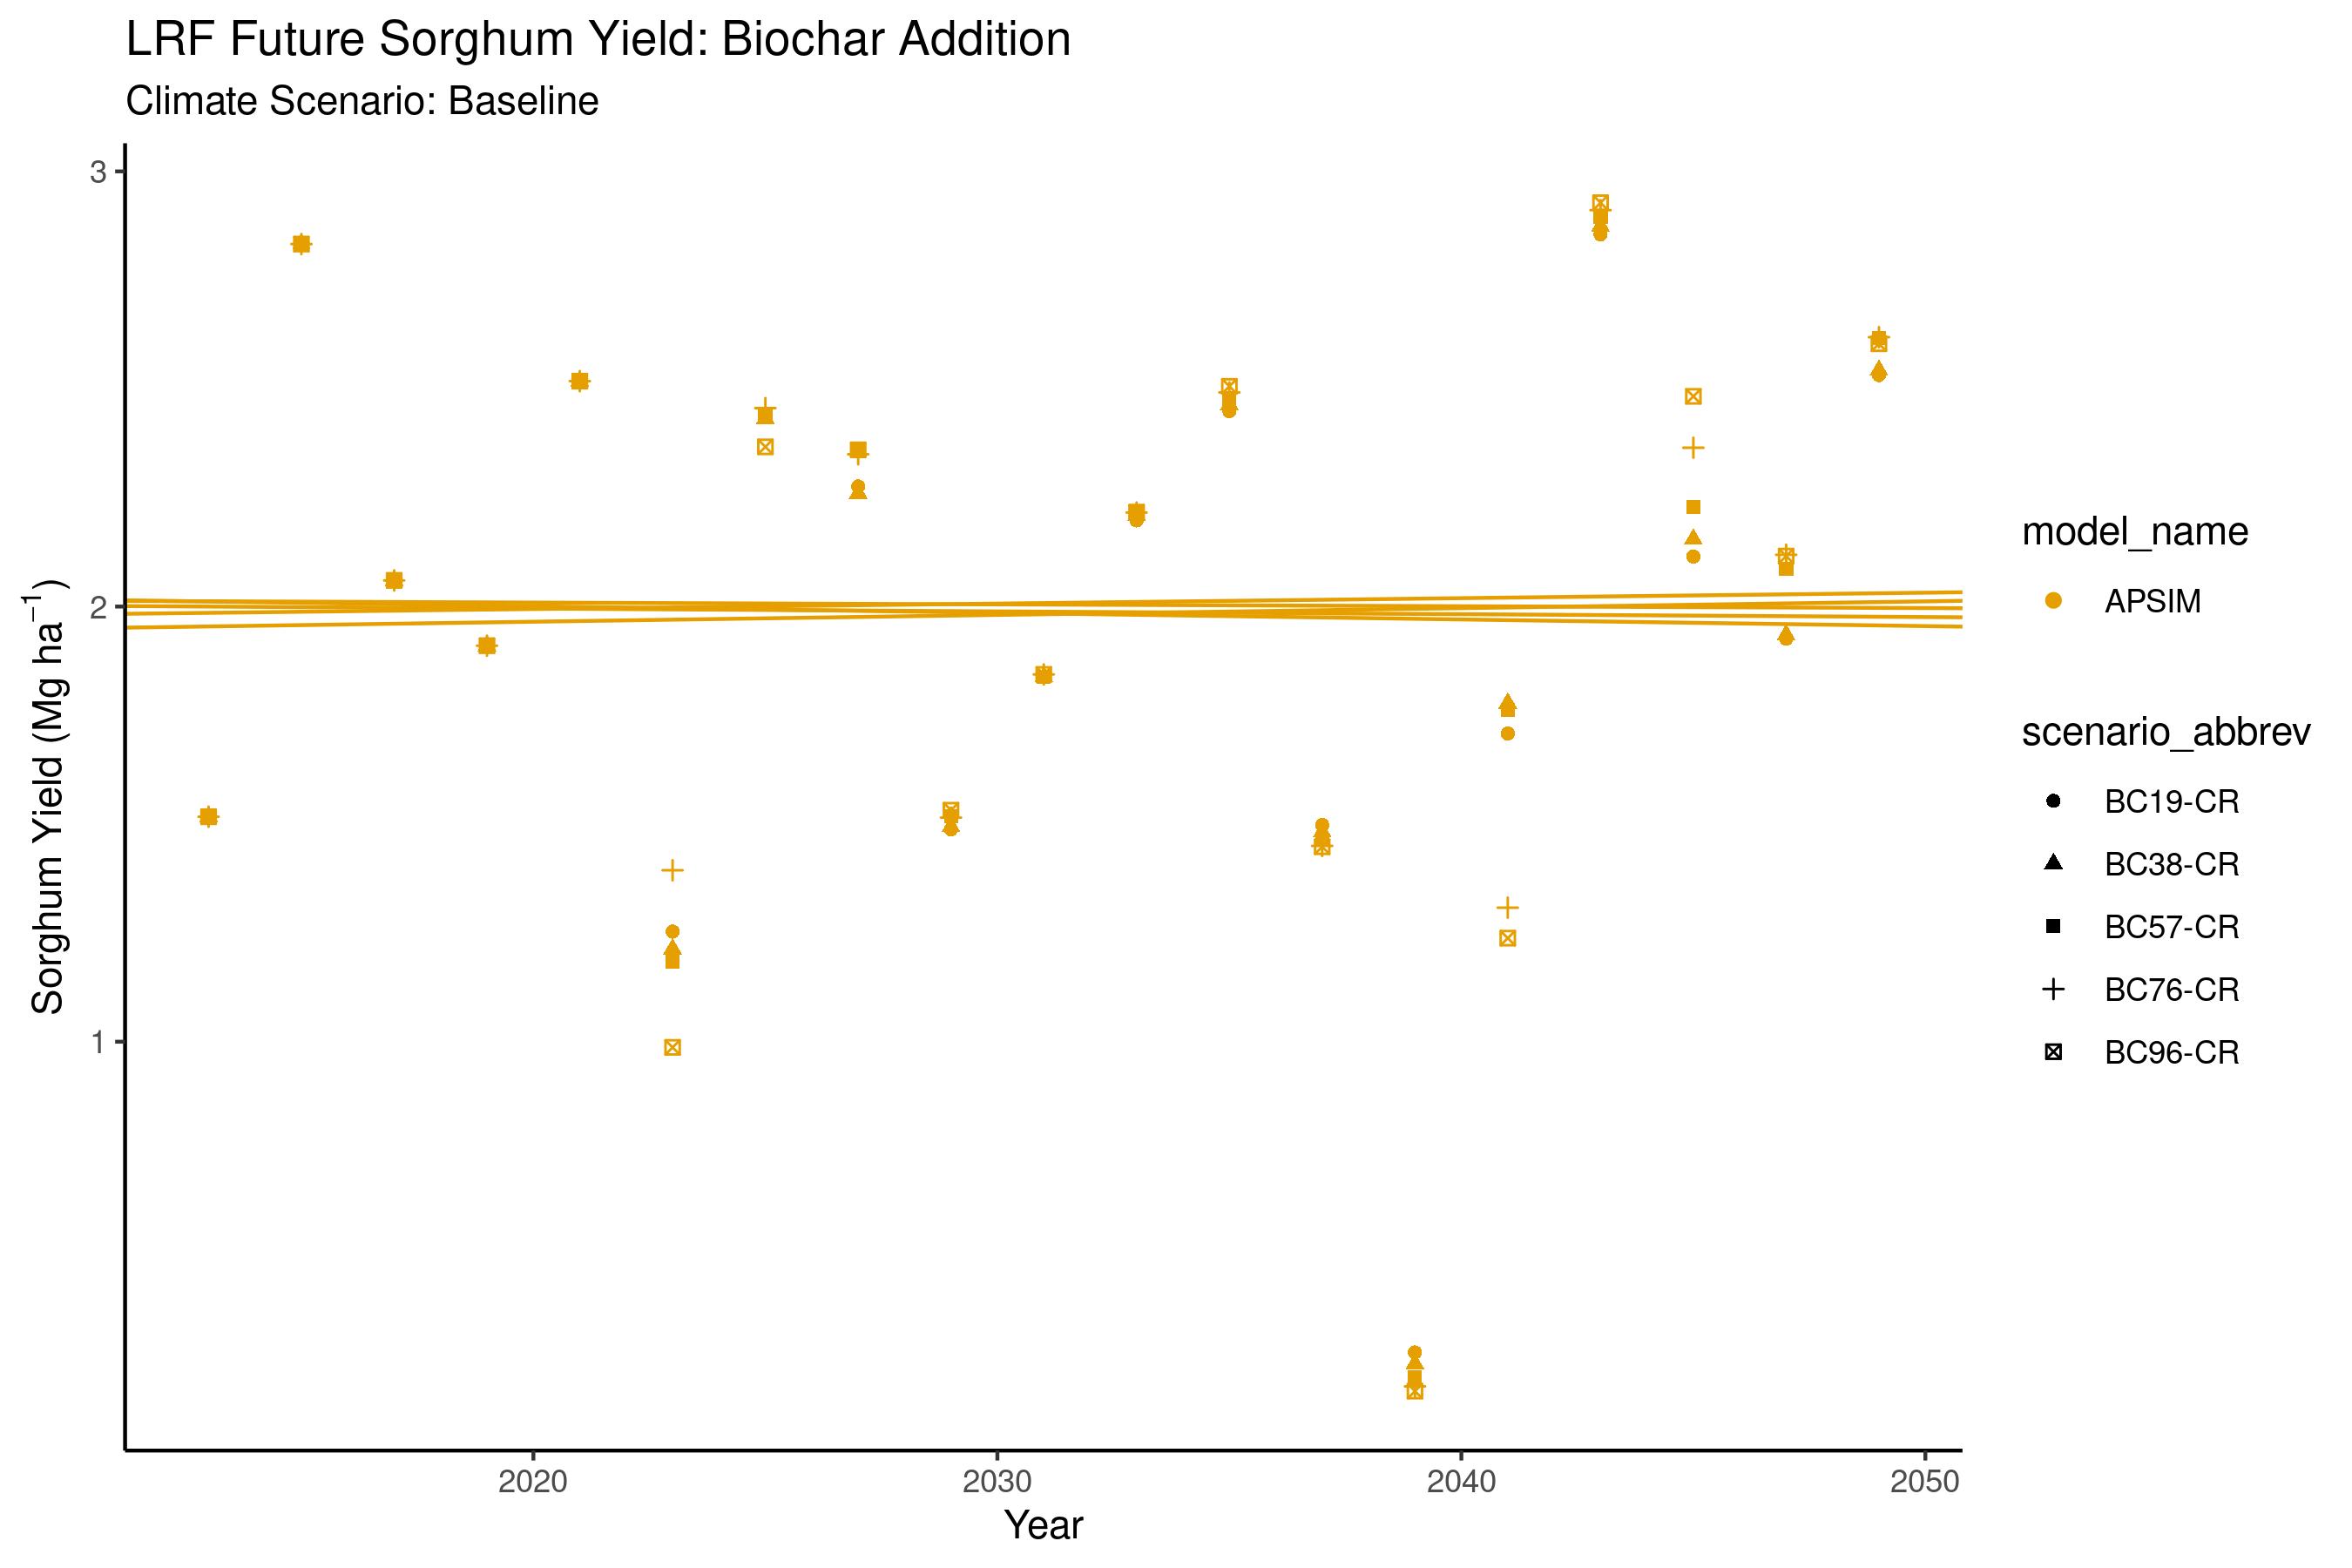 LRF Future Sorghum Yield: Biochar Addition
Climate Scenario: Baseline
Sorghum Yield (Mg ha⁻¹)
3
2
1
2020
2030
2040
2050
Year
model_name
APSIM
scenario_abbrev
BC19-CR
BC38-CR
BC57-CR
BC76-CR
BC96-CR